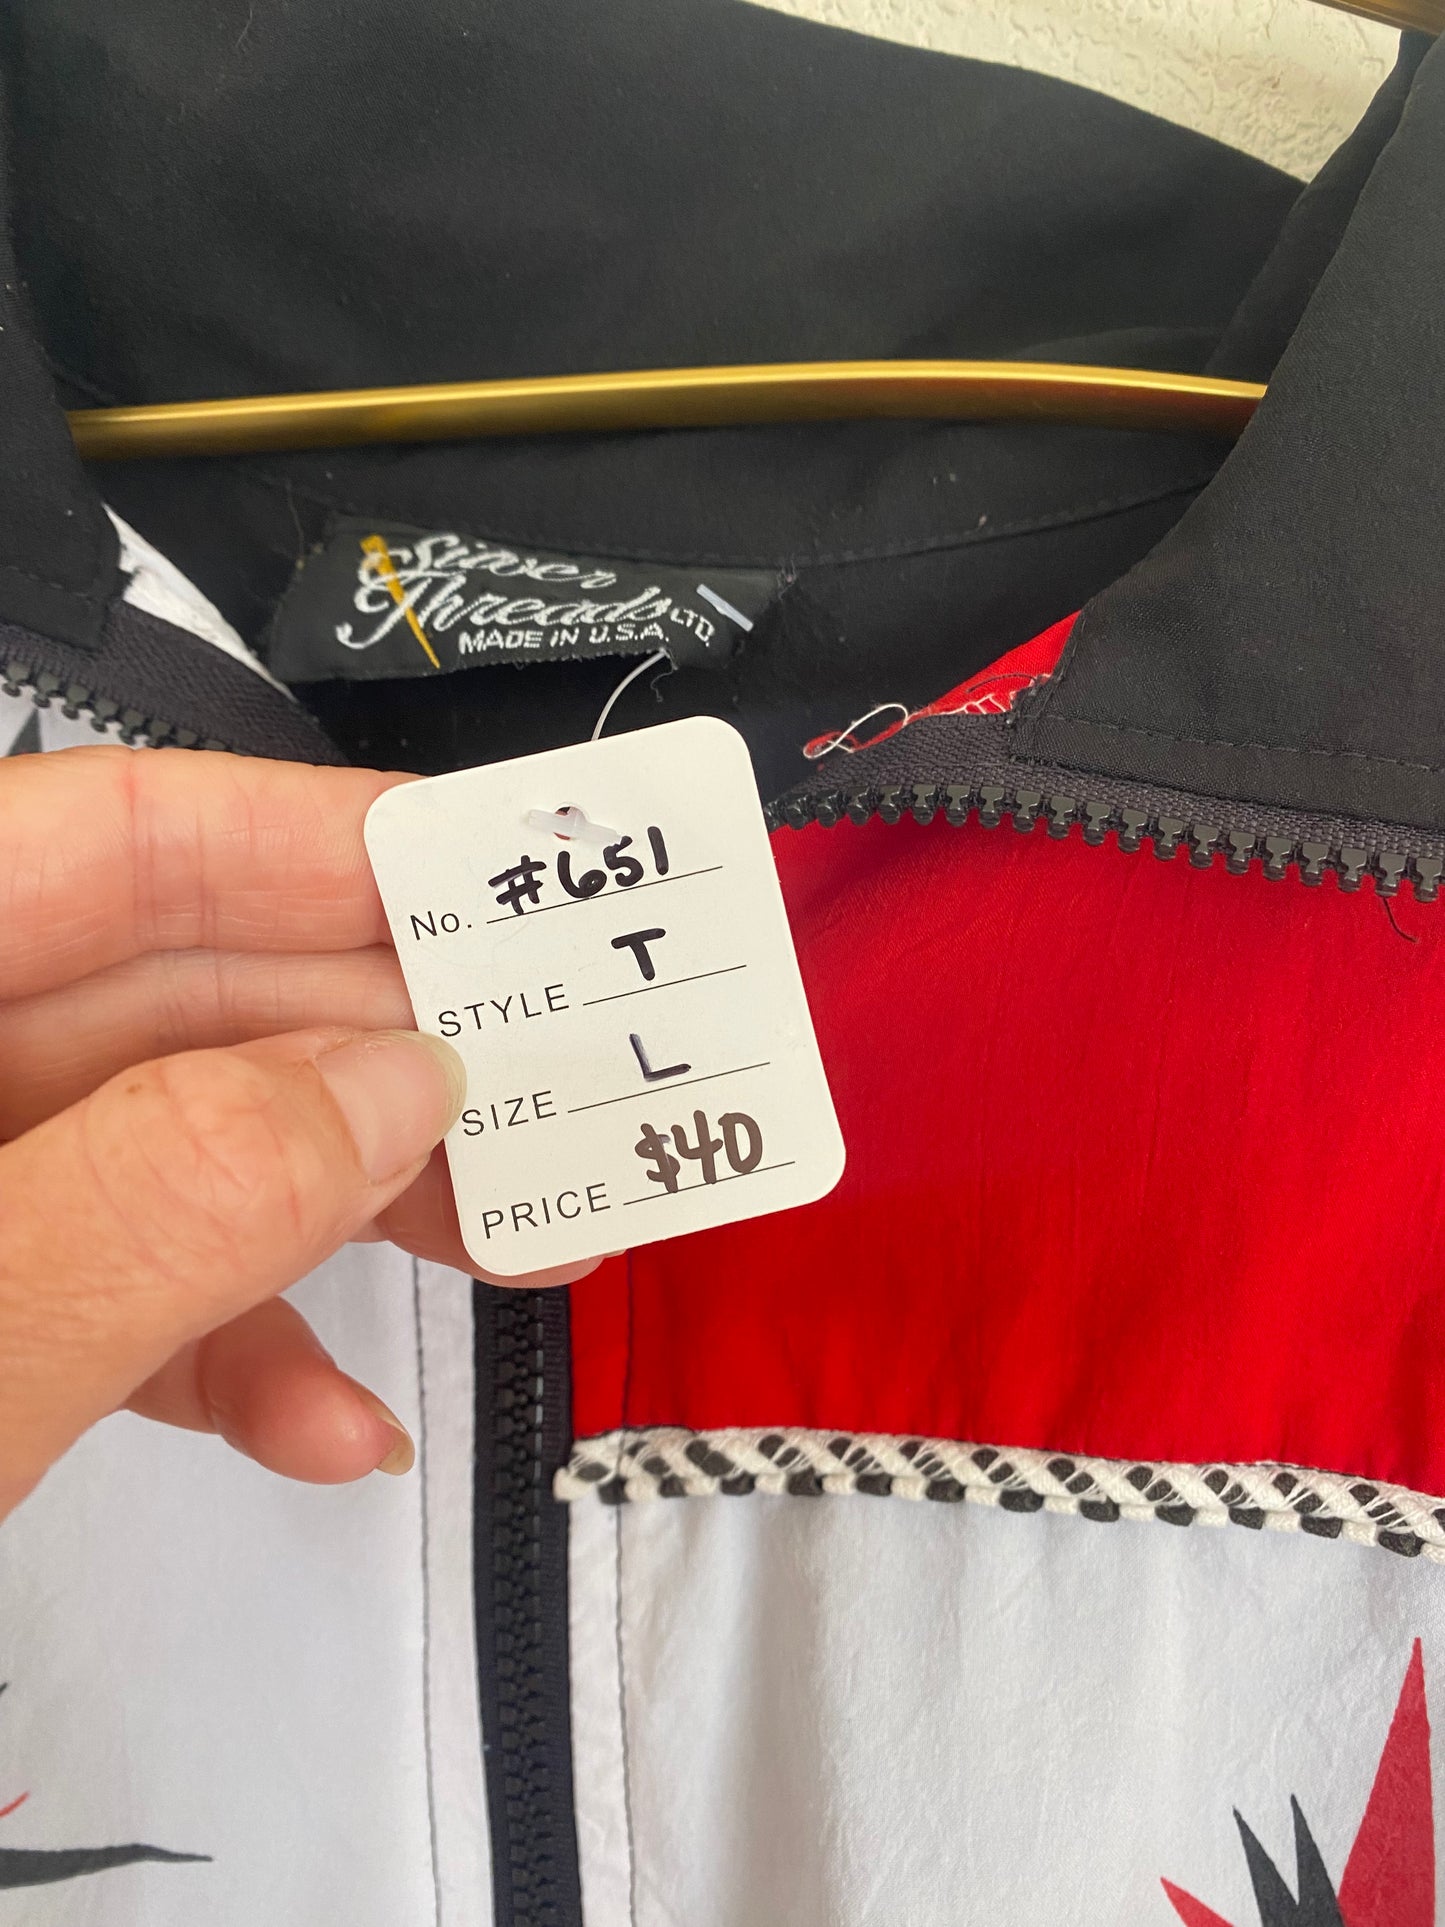 Silver
Threads LTD.
MADE IN U.S.A.
No. #651
STYLE T
SIZE L
PRICE $40